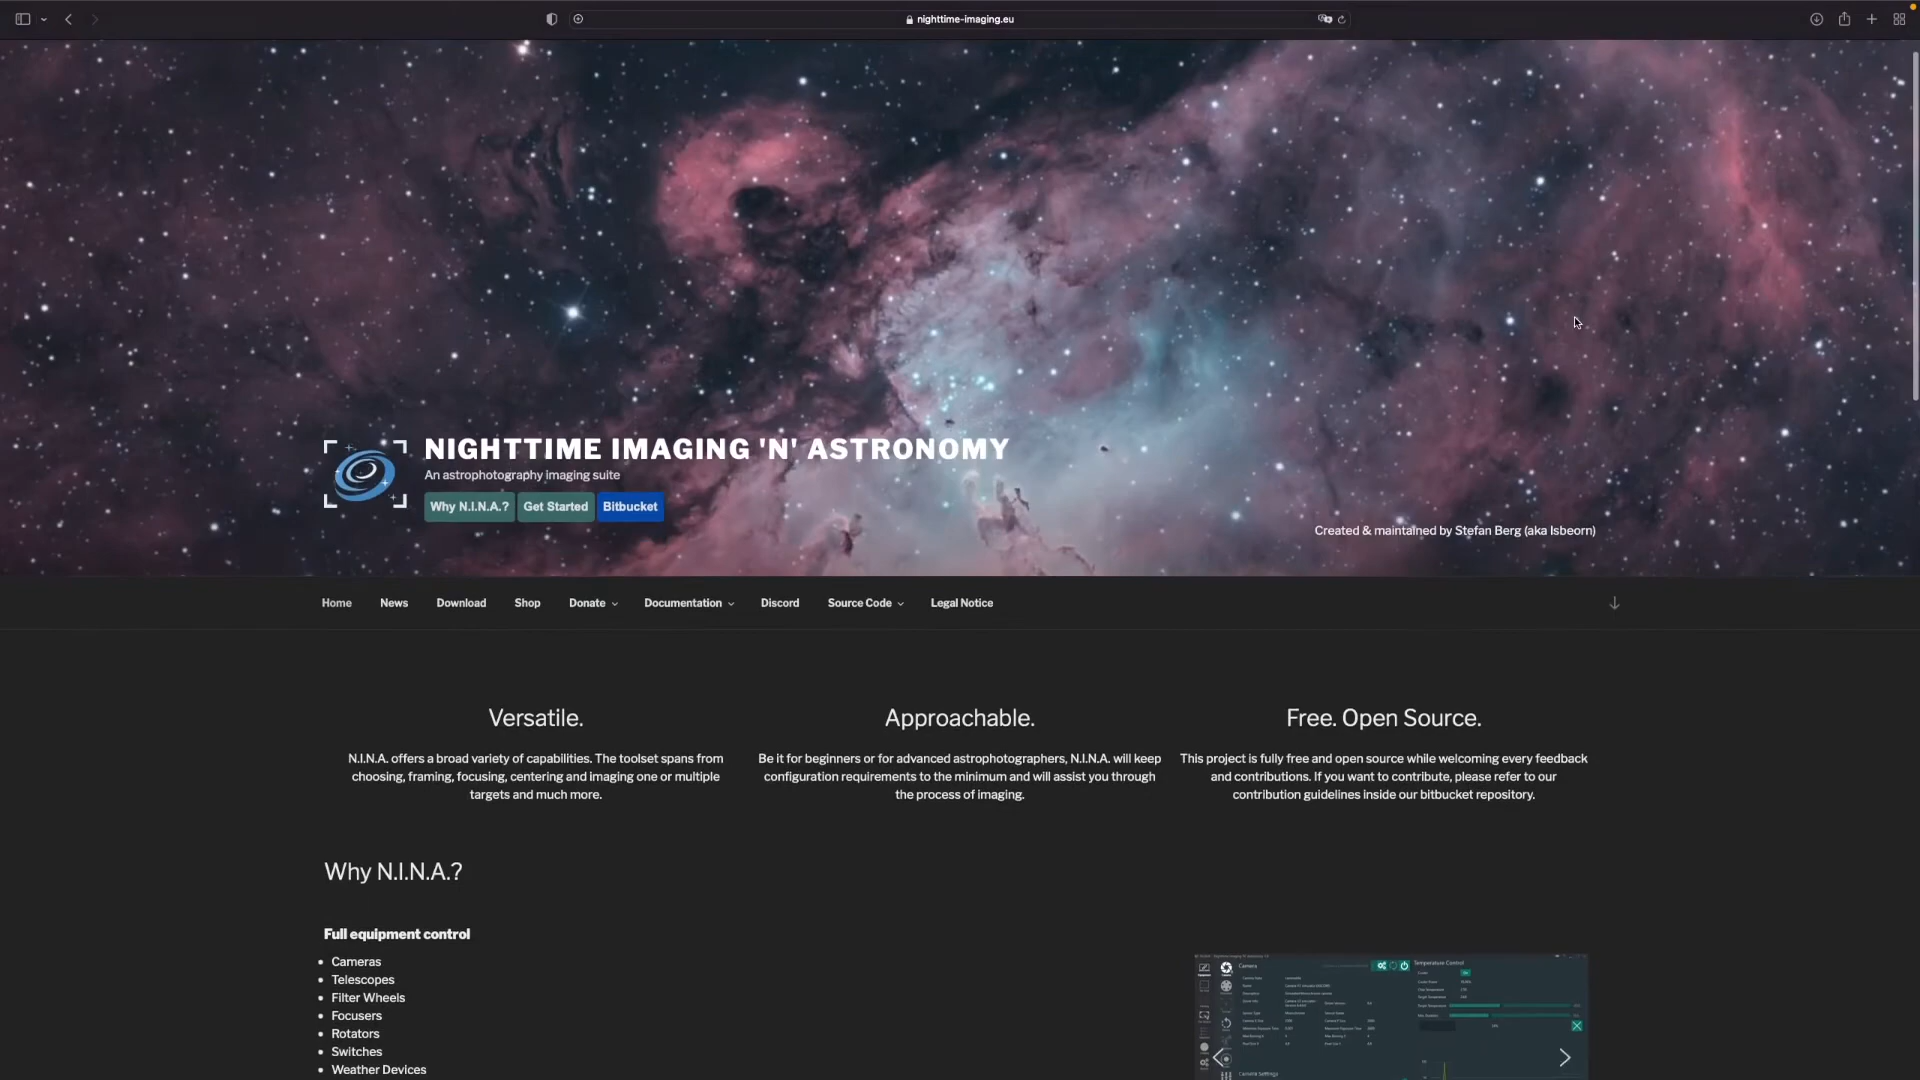 nighttime-imaging.eu
NIGHTTIME IMAGING 'N' ASTRONOMY
An astrophotography imaging suite
Why N.I.N.A.? Get Started Bitbucket
Created & maintained by Stefan Berg (aka Isbeorn)
Home News Download Shop Donate Documentation Discord Source Code Legal Notice
Versatile.
N.I.N.A. offers a broad variety of capabilities. The toolset spans from
choosing, framing, focusing, centering and imaging one or multiple
targets and much more.
Approachable.
Be it for beginners or for advanced astrophotographers, N.I.N.A. will keep
configuration requirements to the minimum and will assist you through
the process of imaging.
Free. Open Source.
This project is fully free and open source while welcoming every feedback
and contributions. If you want to contribute, please refer to our
contribution guidelines inside our bitbucket repository.
Why N.I.N.A.?
Full equipment control
Cameras
Telescopes
Filter Wheels
Focusers
Rotators
Switches
Weather Devices
Camera
Temperature Control
Camera Settings